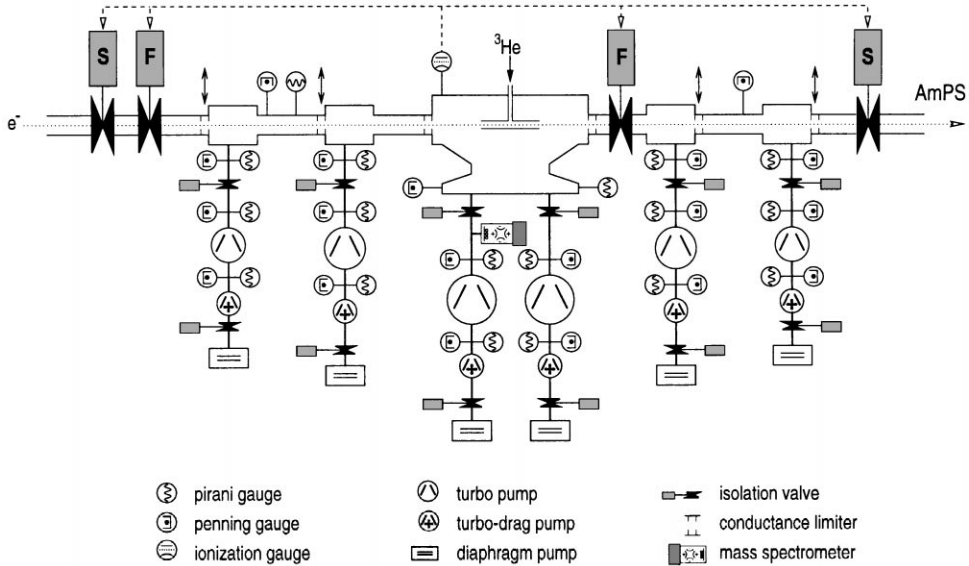 S
F
³He
F
S
AmPS
e⁻
pirani gauge
turbo pump
isolation valve
penning gauge
turbo-drag pump
conductance limiter
ionization gauge
diaphragm pump
mass spectrometer